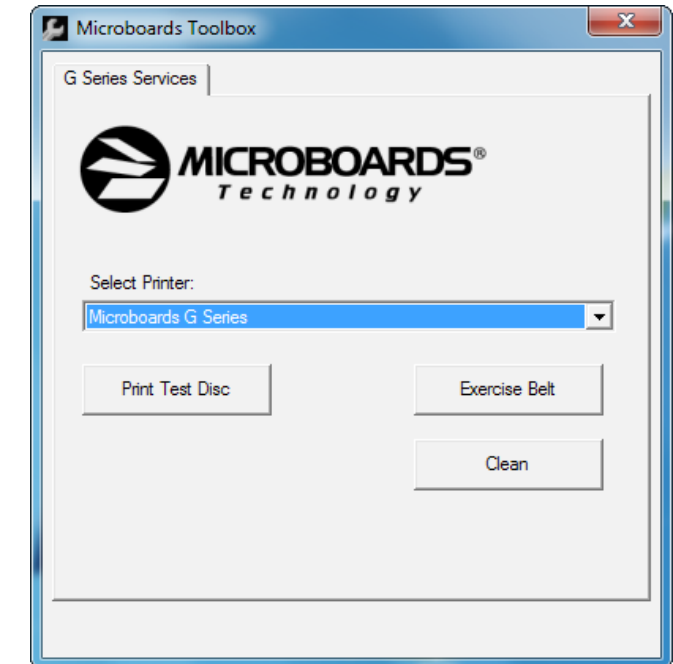 Microboards Toolbox
G Series Services
MICROBOARDS®
Technology
Select Printer:
Microboards G Series
Print Test Disc
Exercise Belt
Clean